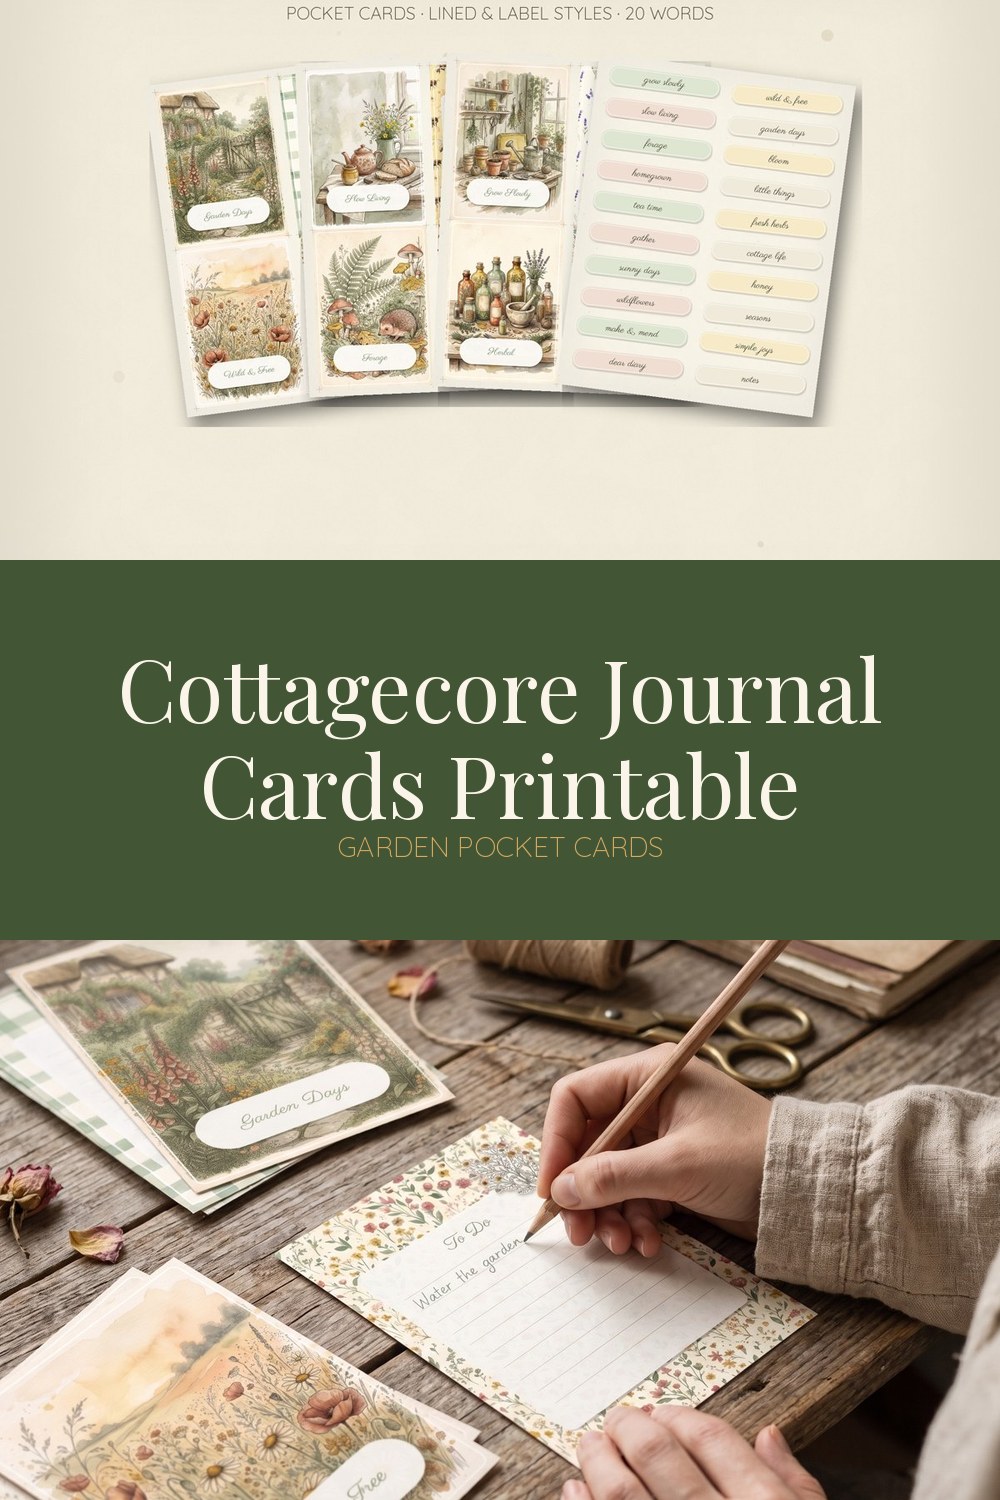 POCKET CARDS · LINED & LABEL STYLES · 20 WORDS
Garden Days
Slow Living
Grow Slowly
Wild & Free
Forage
Herbal
grow slowly
wild & free
slow living
garden days
forage
bloom
homegrown
little things
tea time
fresh herbs
gather
cottage life
sunny days
honey
wildflowers
seasons
make & mend
simple joys
dear diary
notes
Cottagecore Journal
Cards Printable
GARDEN POCKET CARDS
Garden Days
To Do
Water the garden
Free